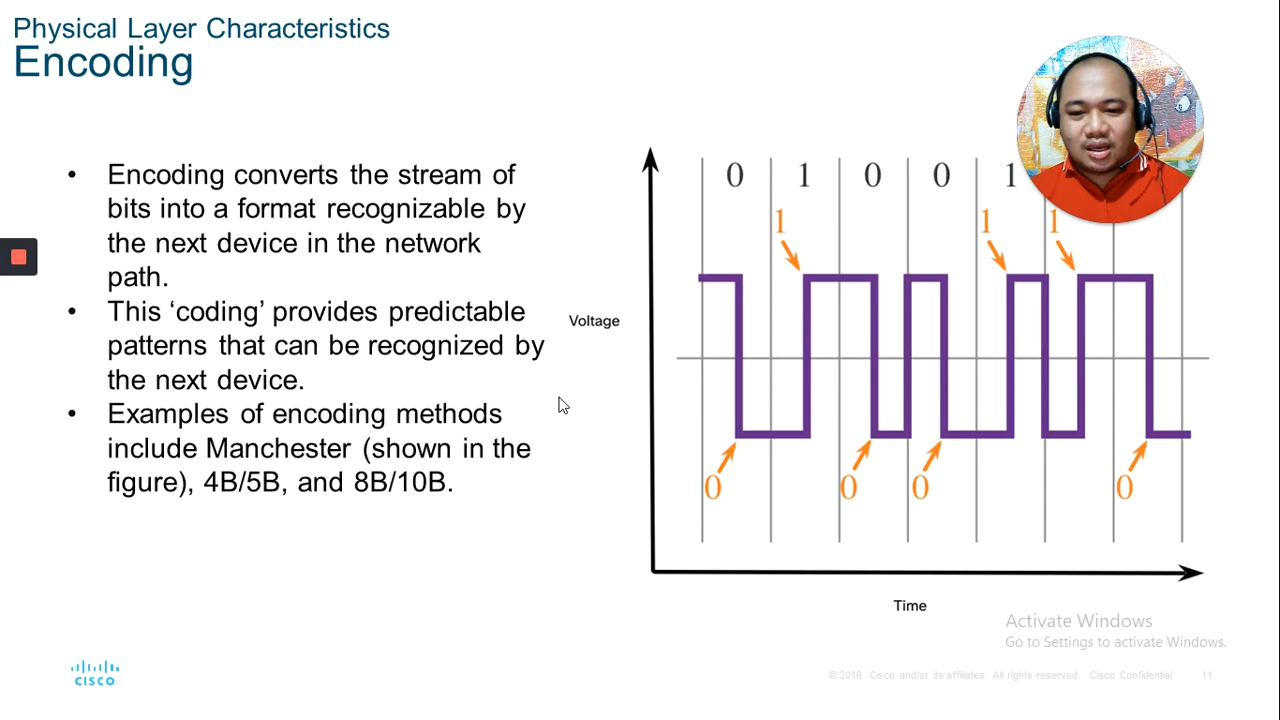 Physical Layer Characteristics
Encoding
• Encoding converts the stream of
bits into a format recognizable by
the next device in the network
path.
• This ‘coding’ provides predictable
patterns that can be recognized by
the next device.
• Examples of encoding methods
include Manchester (shown in the
figure), 4B/5B, and 8B/10B.
0 1 0 0 1
1 1 1
Voltage
0 0 0 0
Time
Activate Windows
Go to Settings to activate Windows.
CISCO
© 2016 Cisco and/or its affiliates. All rights reserved. Cisco Confidential 11